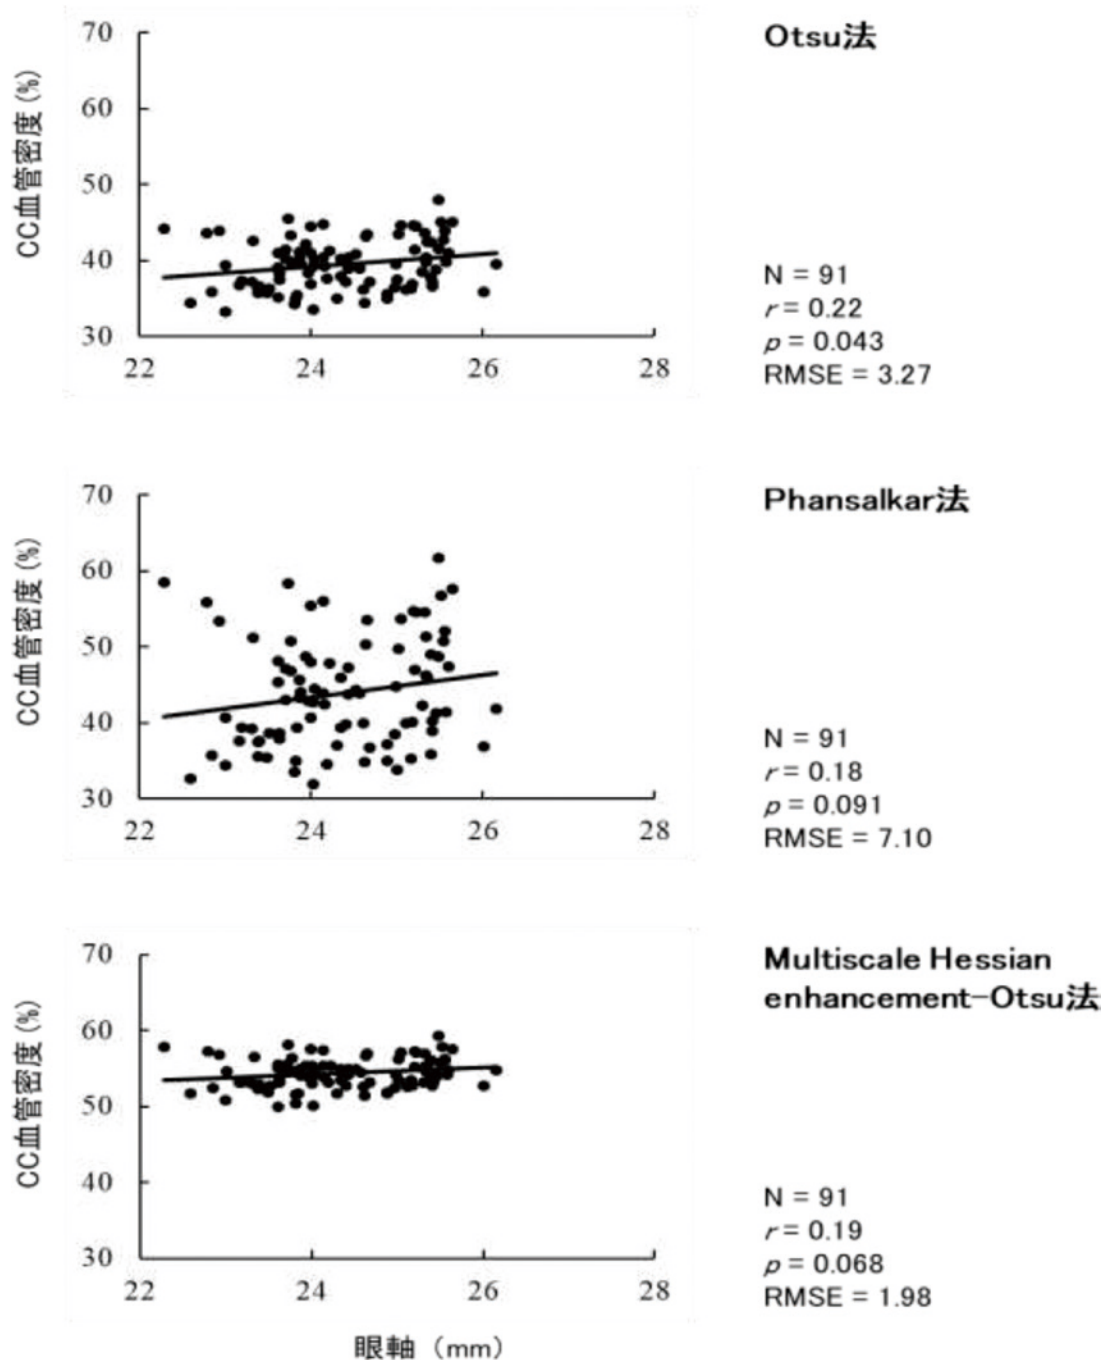 Otsu法
70
60
50
40
30
22
24
26
28
CC血管密度 (%)
N = 91
r = 0.22
p = 0.043
RMSE = 3.27
Phansalkar法
70
60
50
40
30
22
24
26
28
CC血管密度 (%)
N = 91
r = 0.18
p = 0.091
RMSE = 7.10
Multiscale Hessian
enhancement-Otsu法
70
60
50
40
30
22
24
26
28
CC血管密度 (%)
N = 91
r = 0.19
p = 0.068
RMSE = 1.98
眼軸 (mm)